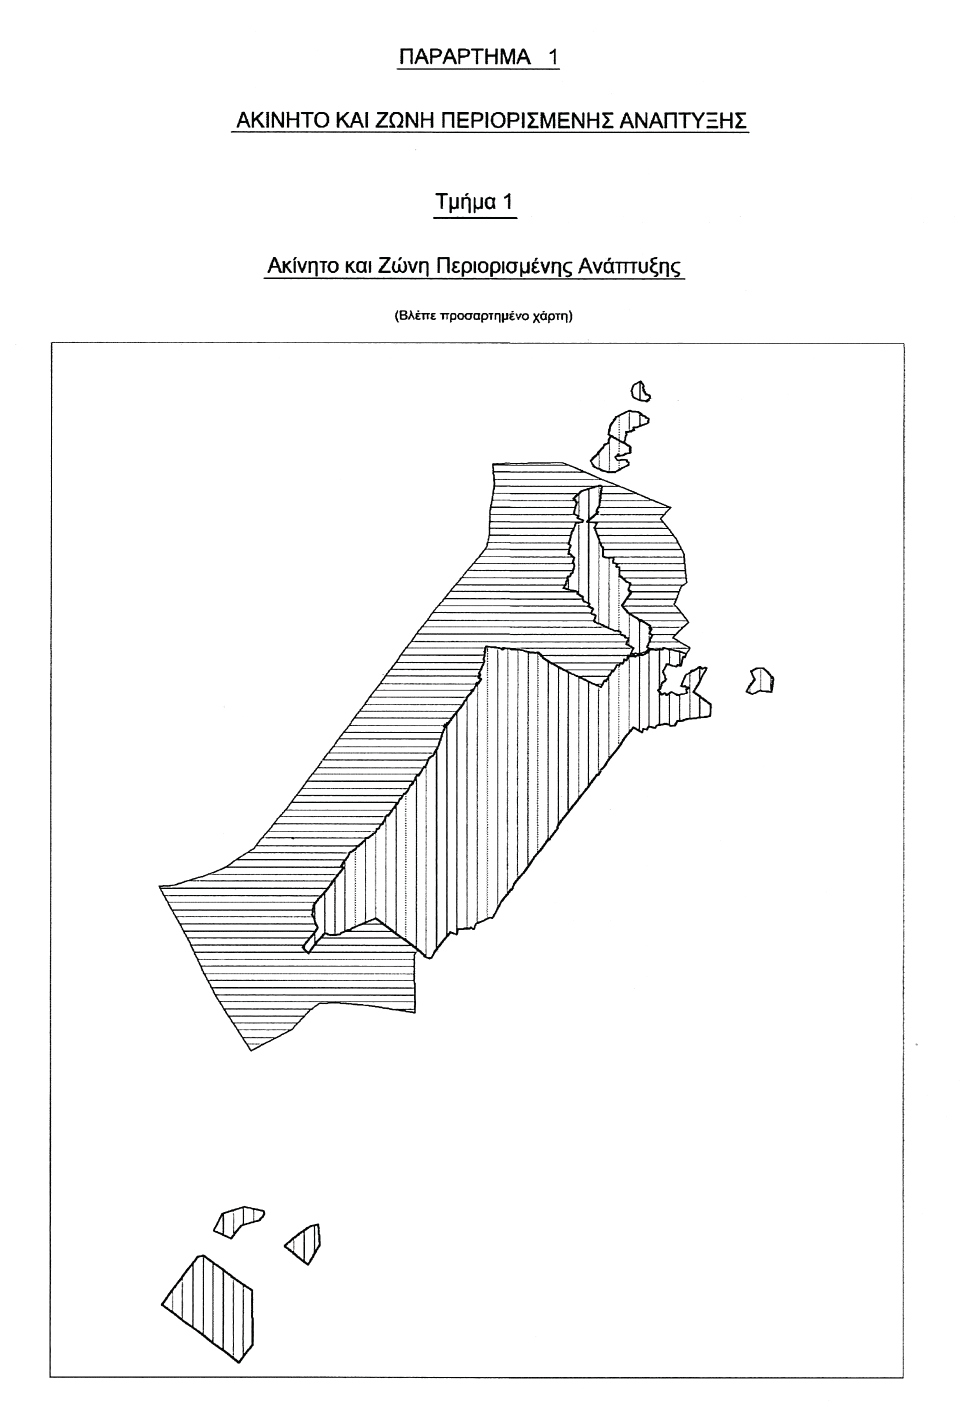 ΠΑΡΑΡΤΗΜΑ 1
ΑΚΙΝΗΤΟ ΚΑΙ ΖΩΝΗ ΠΕΡΙΟΡΙΣΜΕΝΗΣ ΑΝΑΠΤΥΞΗΣ
Τμήμα 1
Ακίνητο και Ζώνη Περιορισμένης Ανάπτυξης
(Βλέπε προσαρτημένο χάρτη)